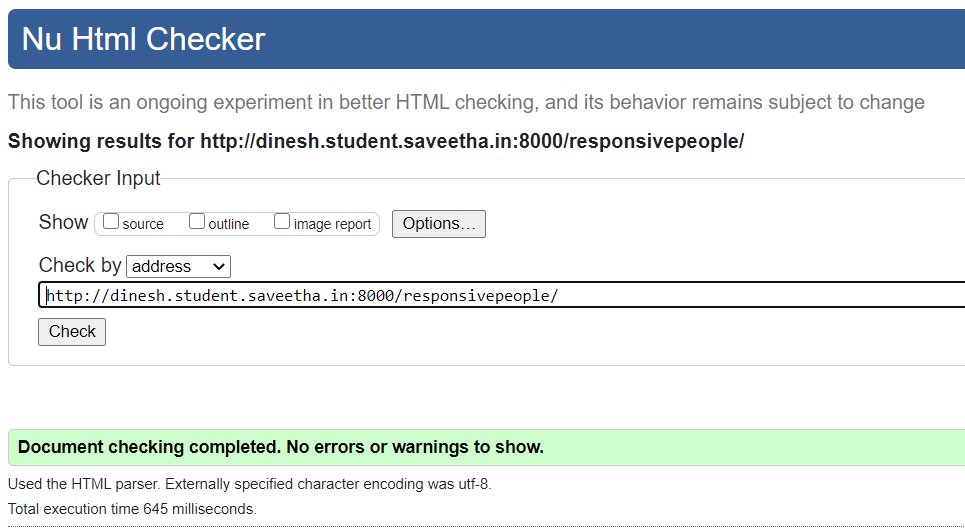 Nu Html Checker
This tool is an ongoing experiment in better HTML checking, and its behavior remains subject to change
Showing results for http://dinesh.student.saveetha.in:8000/responsivepeople/
Checker Input
Show source outline image report Options...
Check by address
http://dinesh.student.saveetha.in:8000/responsivepeople/
Check
Document checking completed. No errors or warnings to show.
Used the HTML parser. Externally specified character encoding was utf-8.
Total execution time 645 milliseconds.